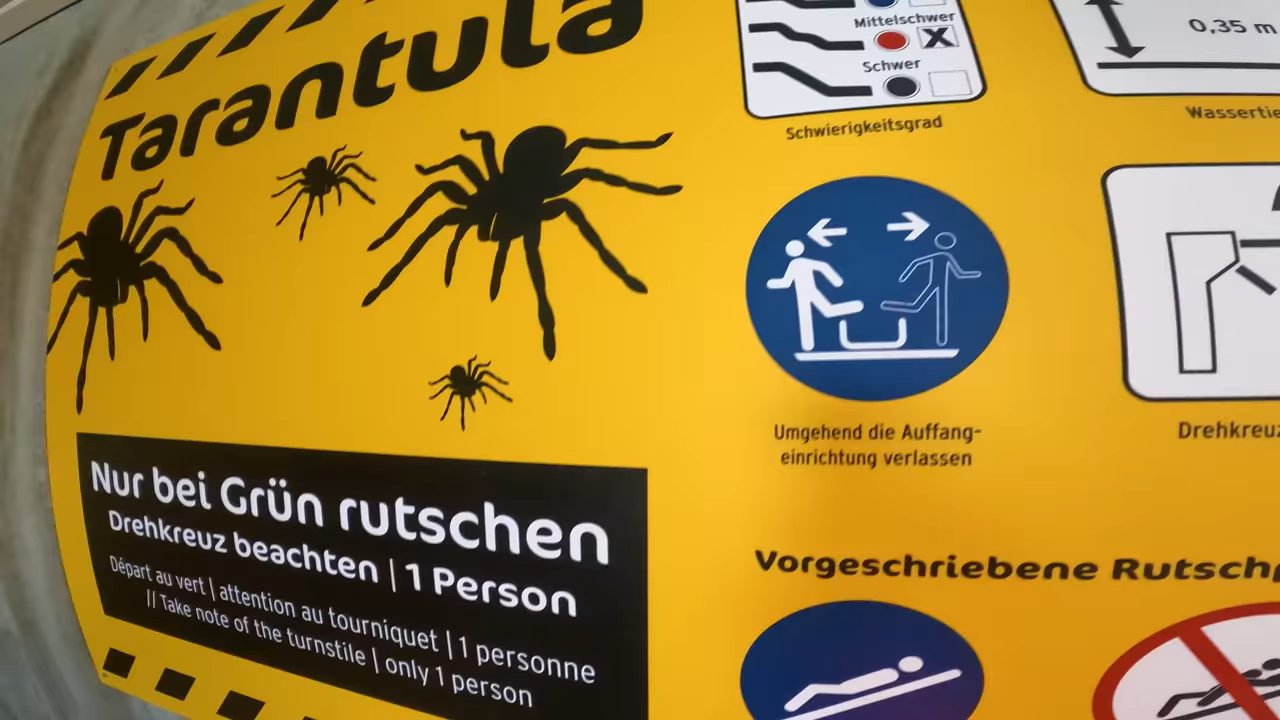 Tarantula
Mittelschwer
X
Schwer
Schwierigkeitsgrad
0,35 m
Umgehend die Auffang-
einrichtung verlassen
Nur bei Grün rutschen
Drehkreuz beachten | 1 Person
Départ au vert | attention au tourniquet | 1 personne
// Take note of the turnstile | only 1 person
Vorgeschriebene